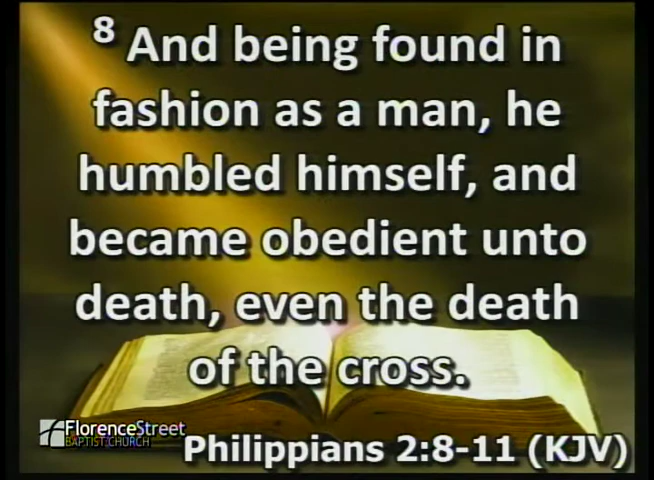 8 And being found in
fashion as a man, he
humbled himself, and
became obedient unto
death, even the death
of the cross.
FlorenceStreet
BAPTIST CHURCH
Philippians 2:8-11 (KJV)